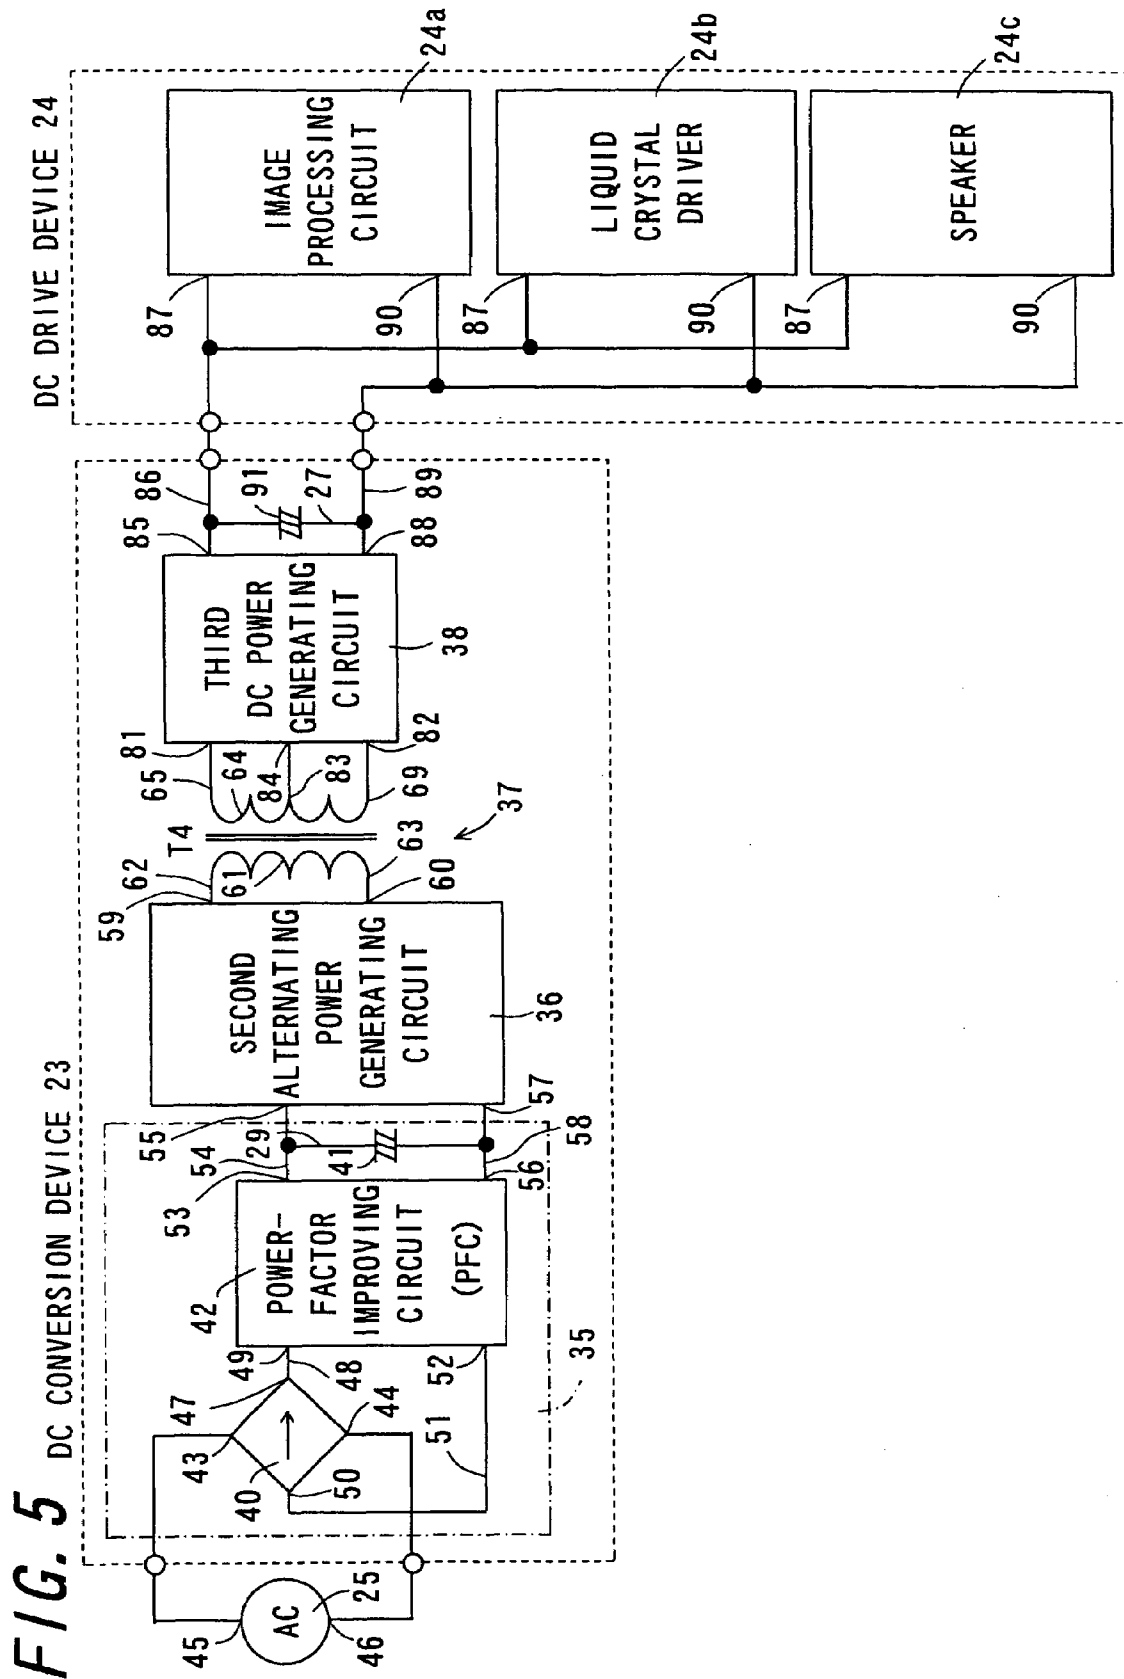 FIG. 5
DC CONVERSION DEVICE 23
DC DRIVE DEVICE 24
AC
25
45
46
43
47
40
44
50
48
49
51
52
35
42
POWER-
FACTOR
IMPROVING
CIRCUIT
(PFC)
53
54
55
29
41
56
58
57
SECOND
ALTERNATING
POWER
GENERATING
CIRCUIT
36
59
62
61
60
63
T4
37
65
64
84
83
69
81
82
THIRD
DC POWER
GENERATING
CIRCUIT
38
85
86
91
27
88
89
87
90
IMAGE
PROCESSING
CIRCUIT
24a
87
90
LIQUID
CRYSTAL
DRIVER
24b
87
90
SPEAKER
24c